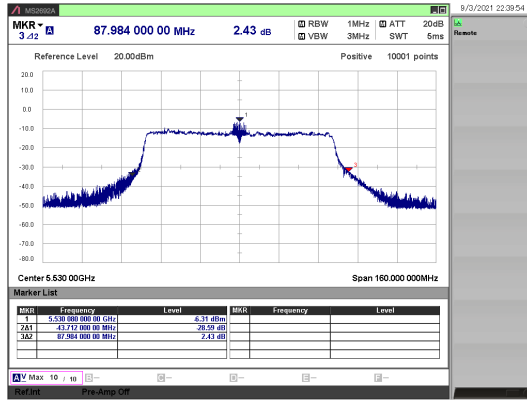 MS2692A
9/3/2021 22:39:54
MKR
3 Δ2
A
87.984 000 00 MHz
2.43 dB
RBW 1MHz
ATT 20dB
VBW 3MHz
SWT 5ms
Remote
Reference Level 20.00dBm
Positive 10001 points
20.0
10.0
0.0
-10.0
-20.0
-30.0
-40.0
-50.0
-60.0
-70.0
-80.0
1
3
Center 5.530 00GHz
Span 160.000 000MHz
Marker List
MKR Frequency Level MKR Frequency Level
1 5.530 080 000 00 GHz -6.31 dBm
2Δ1 -43.712 000 00 MHz -28.59 dB
3Δ2 87.984 000 00 MHz 2.43 dB
A Max 10 / 10 B— C— D— E— F—
Ref.Int Pre-Amp Off